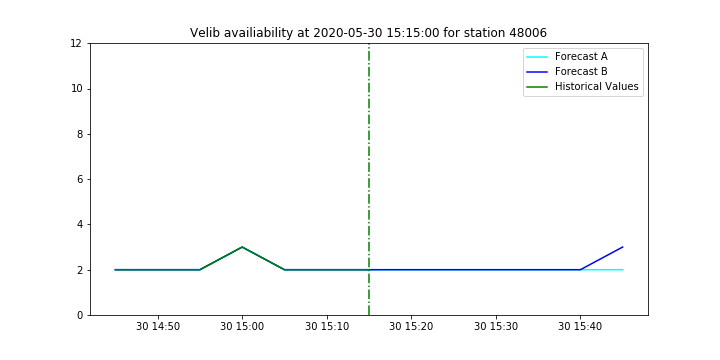 Velib availiability at 2020-05-30 15:15:00 for station 48006
12
10
8
6
4
2
0
Forecast A
Forecast B
Historical Values
30 14:50 30 15:00 30 15:10 30 15:20 30 15:30 30 15:40